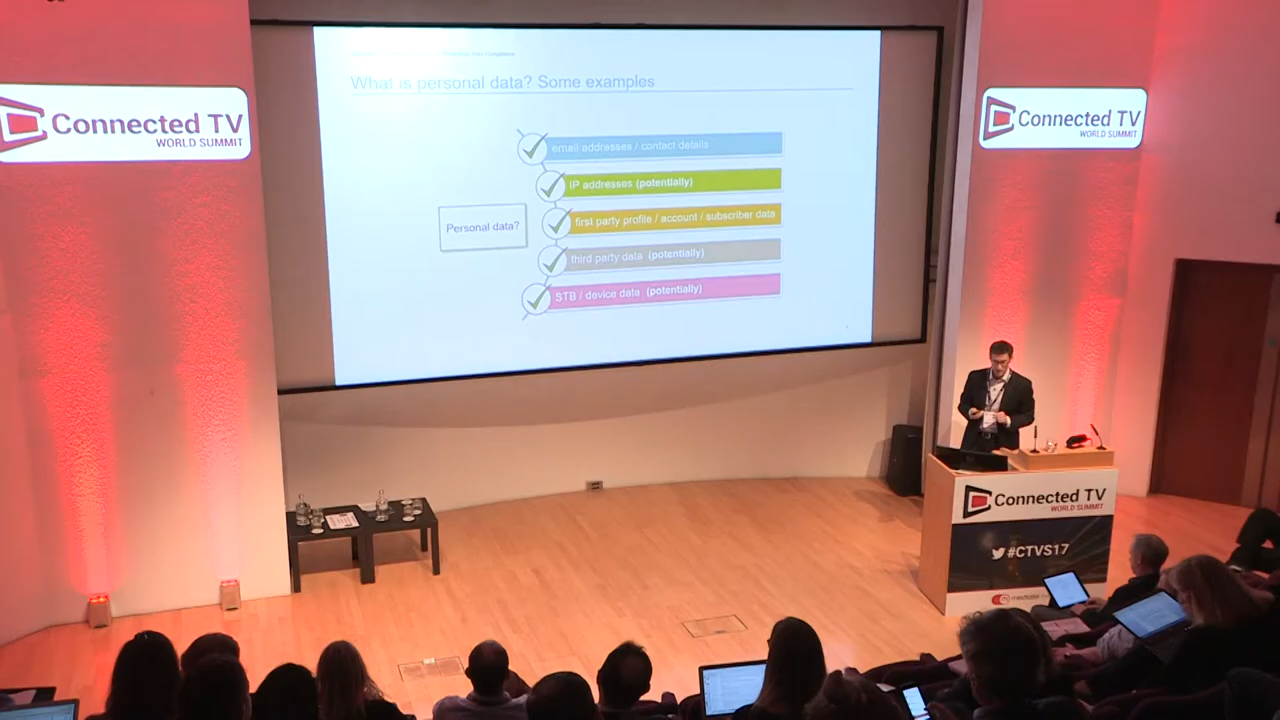 What is personal data? Some examples
Connected TV
WORLD SUMMIT
Connected TV
WORLD SUMMIT
email addresses / contact details
IP addresses (potentially)
first party profile / account / subscriber data
Personal data?
third party data (potentially)
STB / device data (potentially)
Connected TV
WORLD SUMMIT
#CTVS17
mediatel